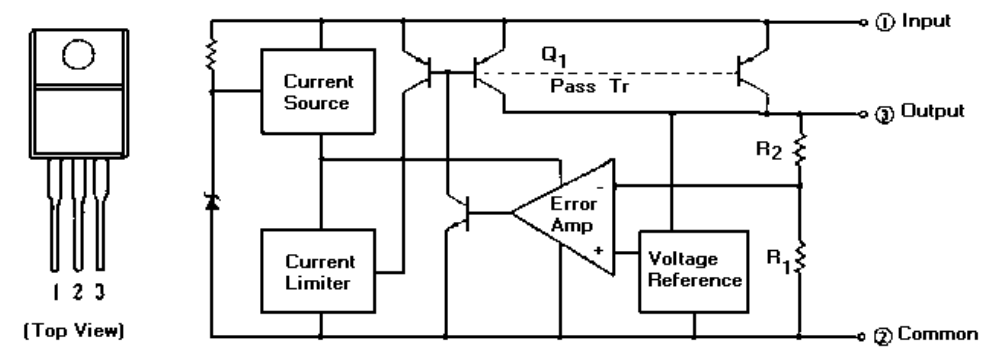 1 2 3
(Top View)
① Input
Q1
Pass Tr
Current
Source
③ Output
R2
-
Error
Amp
+
Current
Limiter
Voltage
Reference
R1
② Common